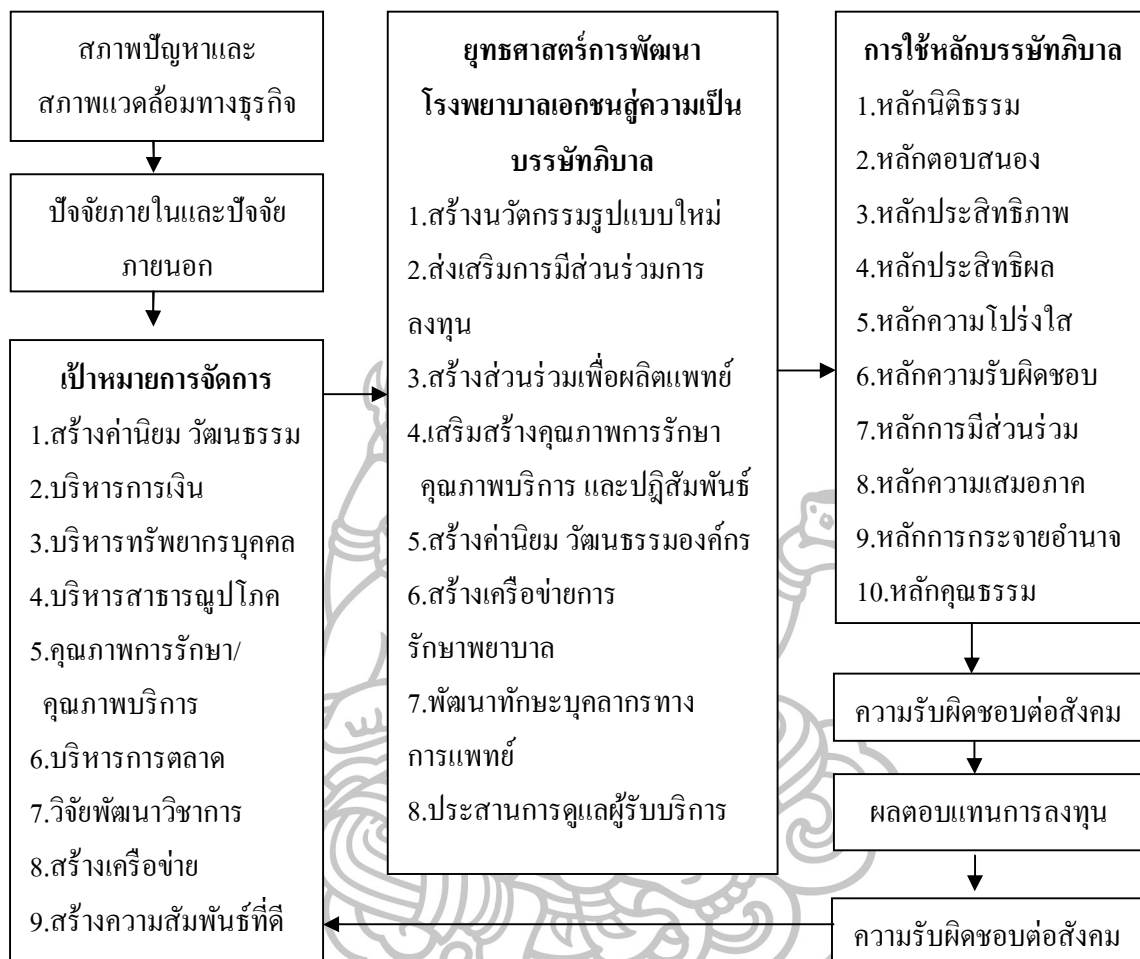 สภาพปัญหาและ
สภาพแวดล้อมทางธุรกิจ
ปัจจัยภายในและปัจจัย
ภายนอก
เป้าหมายการจัดการ
1.สร้างค่านิยม วัฒนธรรม
2.บริหารการเงิน
3.บริหารทรัพยากรบุคคล
4.บริหารสาธารณูปโภค
5.คุณภาพการรักษา/
คุณภาพบริการ
6.บริหารการตลาด
7.วิจัยพัฒนาวิชาการ
8.สร้างเครือข่าย
9.สร้างความสัมพันธ์ที่ดี
ยุทธศาสตร์การพัฒนา
โรงพยาบาลเอกชนสู่ความเป็น
บรรษัทภิบาล
1.สร้างนวัตกรรมรูปแบบใหม่
2.ส่งเสริมการมีส่วนร่วมการ
ลงทุน
3.สร้างส่วนร่วมเพื่อผลิตแพทย์
4.เสริมสร้างคุณภาพการรักษา
คุณภาพบริการ และปฎิสัมพันธ์
5.สร้างค่านิยม วัฒนธรรมองค์กร
6.สร้างเครือข่ายการ
รักษาพยาบาล
7.พัฒนาทักษะบุคลากรทาง
การแพทย์
8.ประสานการดูแลผู้รับบริการ
การใช้หลักบรรษัทภิบาล
1.หลักนิติธรรม
2.หลักตอบสนอง
3.หลักประสิทธิภาพ
4.หลักประสิทธิผล
5.หลักความโปร่งใส
6.หลักความรับผิดชอบ
7.หลักการมีส่วนร่วม
8.หลักความเสมอภาค
9.หลักการกระจายอำนาจ
10.หลักคุณธรรม
ความรับผิดชอบต่อสังคม
ผลตอบแทนการลงทุน
ความรับผิดชอบต่อสังคม